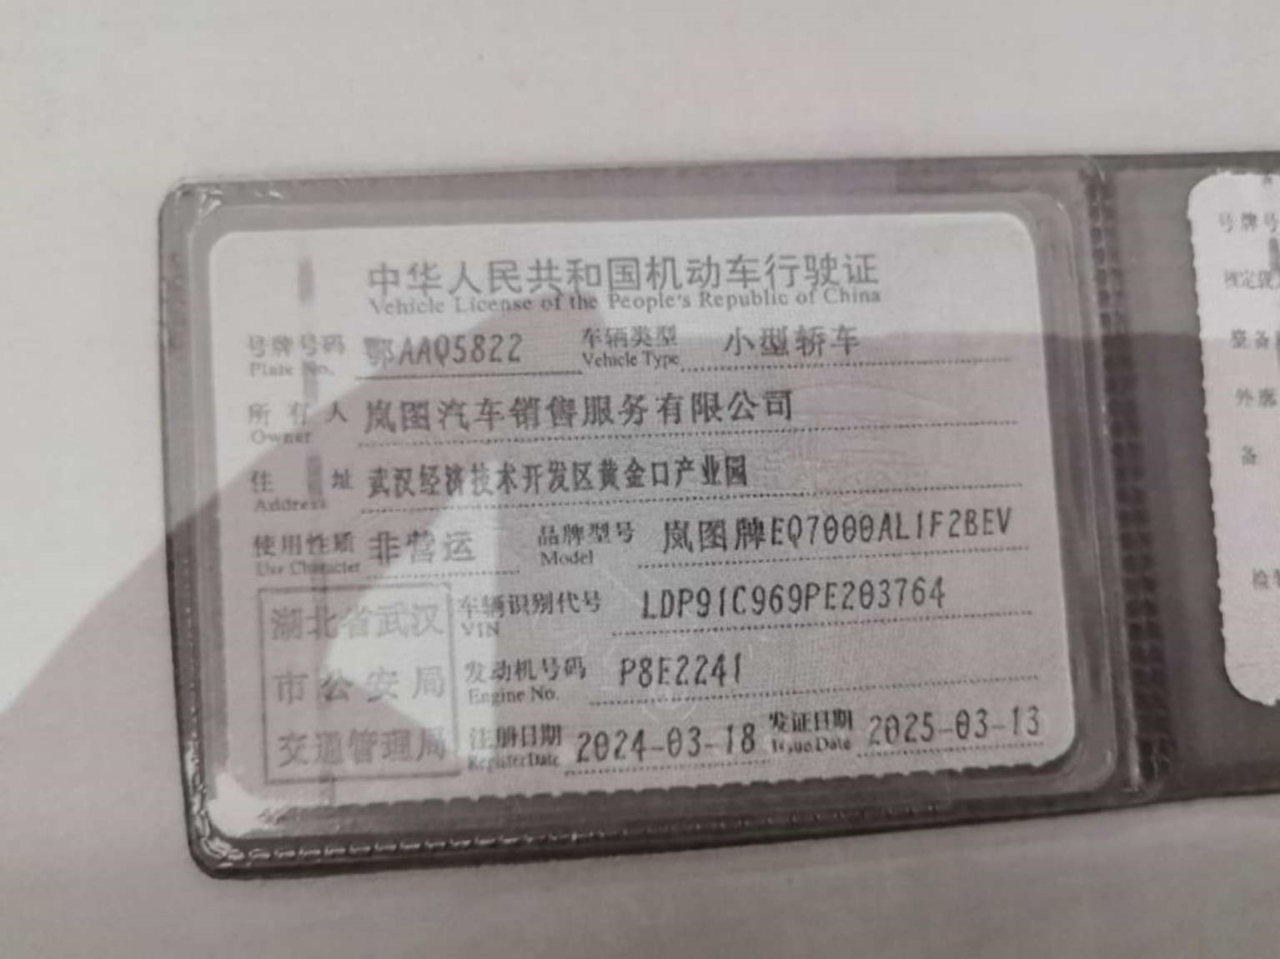 中华人民共和国机动车行驶证
Vehicle License of the People's Republic of China
号牌号码 鄂AAQ5822 车辆类型 小型轿车
Plate No. Vehicle Type
所有人 岚图汽车销售服务有限公司
Owner
住址 武汉经济技术开发区黄金口产业园
Address
使用性质 非营运 品牌型号 岚图牌EQ7000AL1F2BEV
Use Character Model
湖北省武汉 车辆识别代号 LDP91C969PE203764
VIN
市公安局 发动机号码 P8E2241
Engine No.
交通管理局 注册日期 2024-03-18 发证日期 2025-03-13
Register Date Issue Date
号牌号
核定载
整备
外廓
备
检